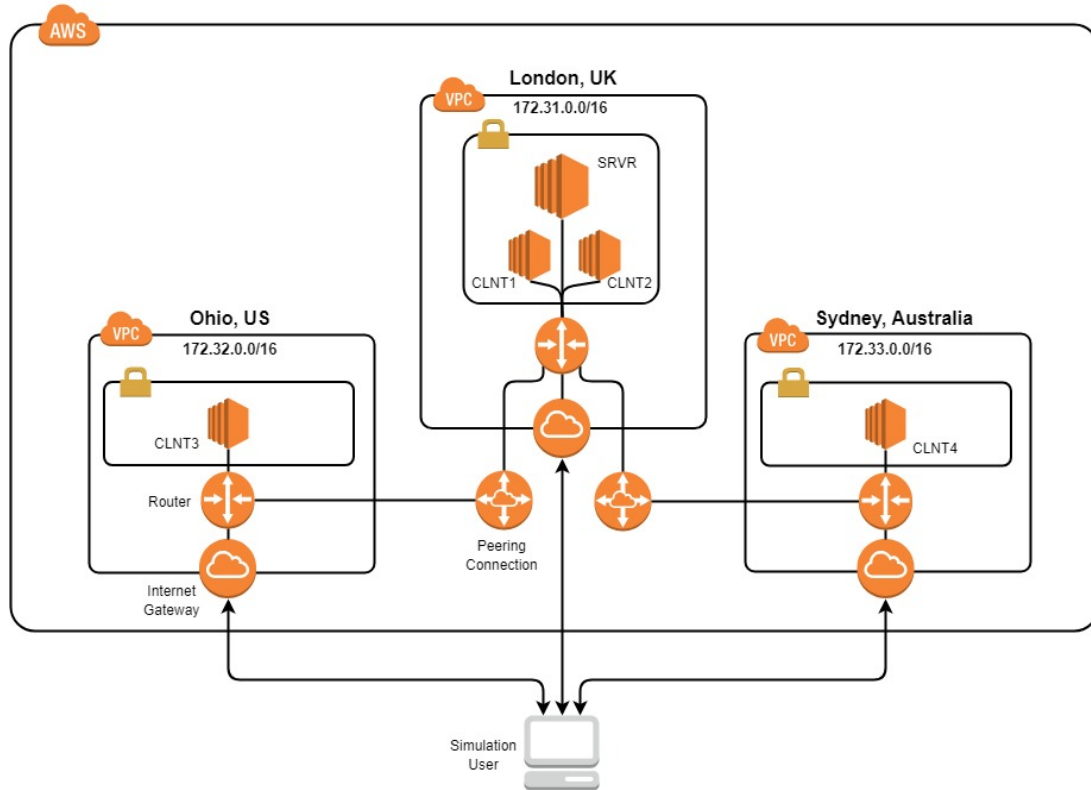 AWS
London, UK
VPC
172.31.0.0/16
SRVR
CLNT1
CLNT2
Ohio, US
VPC
172.32.0.0/16
CLNT3
Router
Internet
Gateway
Peering
Connection
Sydney, Australia
VPC
172.33.0.0/16
CLNT4
Simulation
User